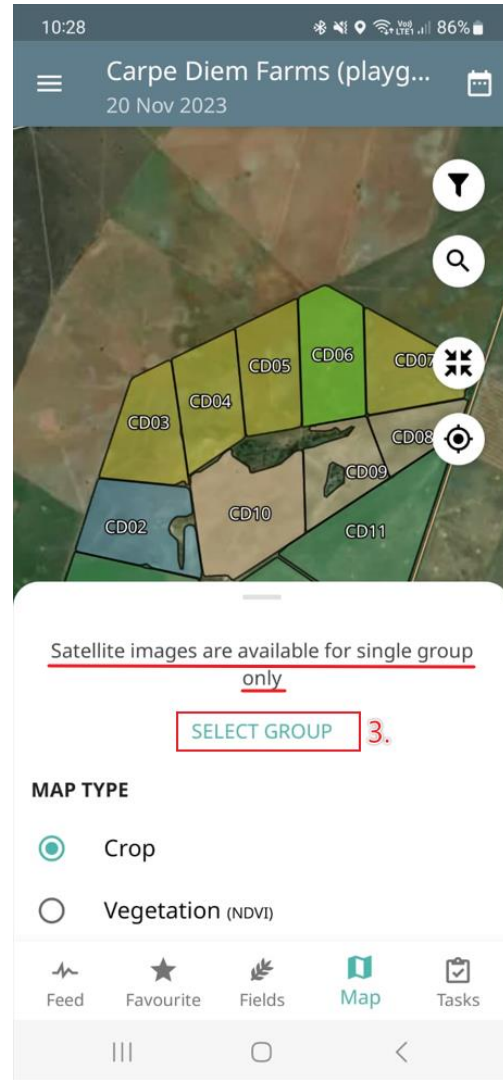 10:28
Vo)) LTE1 86%
Carpe Diem Farms (playg...
20 Nov 2023
CD06
CD05
CD07
CD04
CD03
CD08
CD09
CD10
CD02
CD11
Satellite images are available for single group
only
SELECT GROUP 3.
MAP TYPE
Crop
Vegetation (NDVI)
Feed Favourite Fields Map Tasks